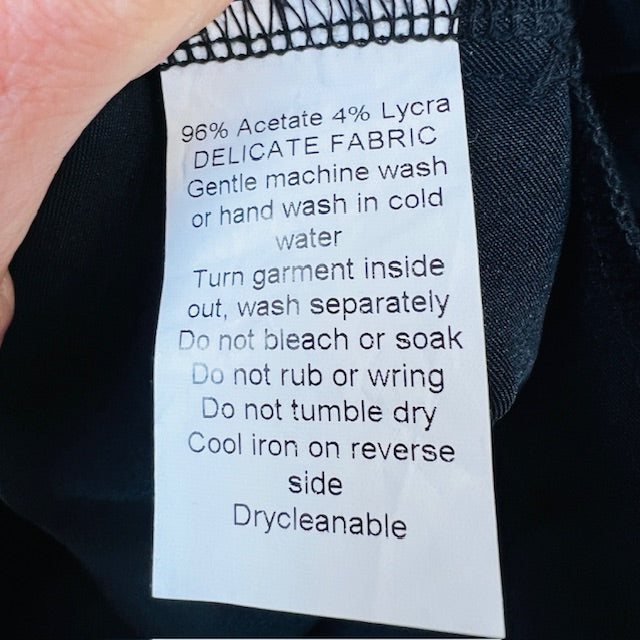 96% Acetate 4% Lycra
DELICATE FABRIC
Gentle machine wash
or hand wash in cold
water
Turn garment inside
out, wash separately
Do not bleach or soak
Do not rub or wring
Do not tumble dry
Cool iron on reverse
side
Drycleanable